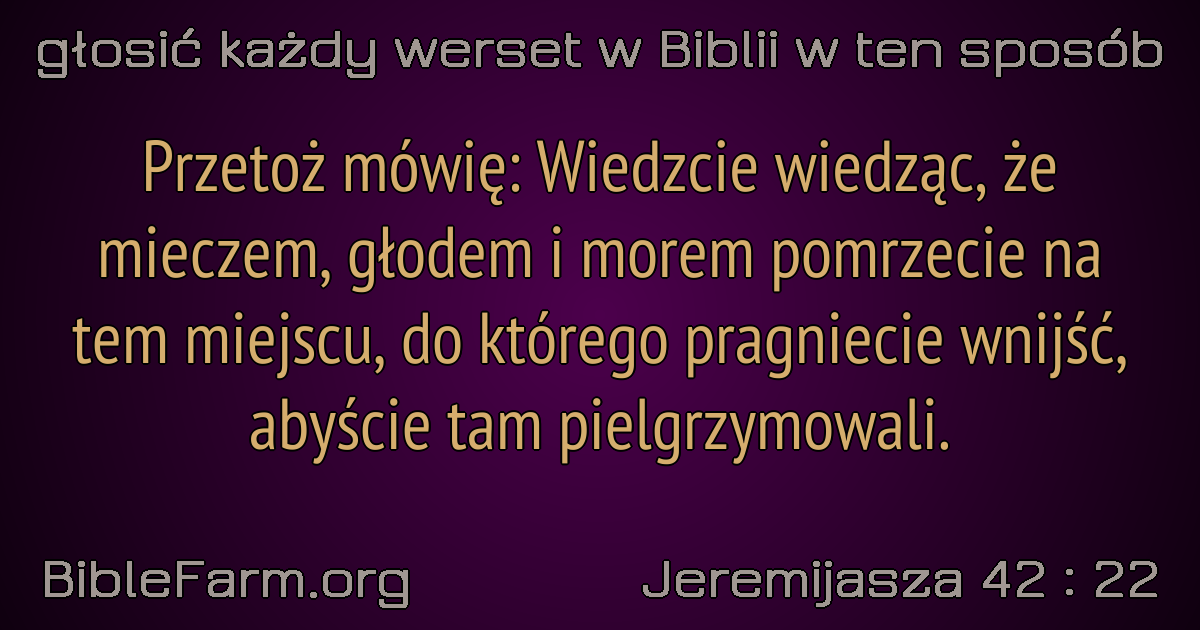 głosić każdy werset w Biblii w ten sposób
Przetoż mówię: Wiedzcie wiedząc, że
mieczem, głodem i morem pomrzecie na
tem miejscu, do którego pragniecie wnijść,
abyście tam pielgrzymowali.
BibleFarm.org
Jeremijasza 42 : 22